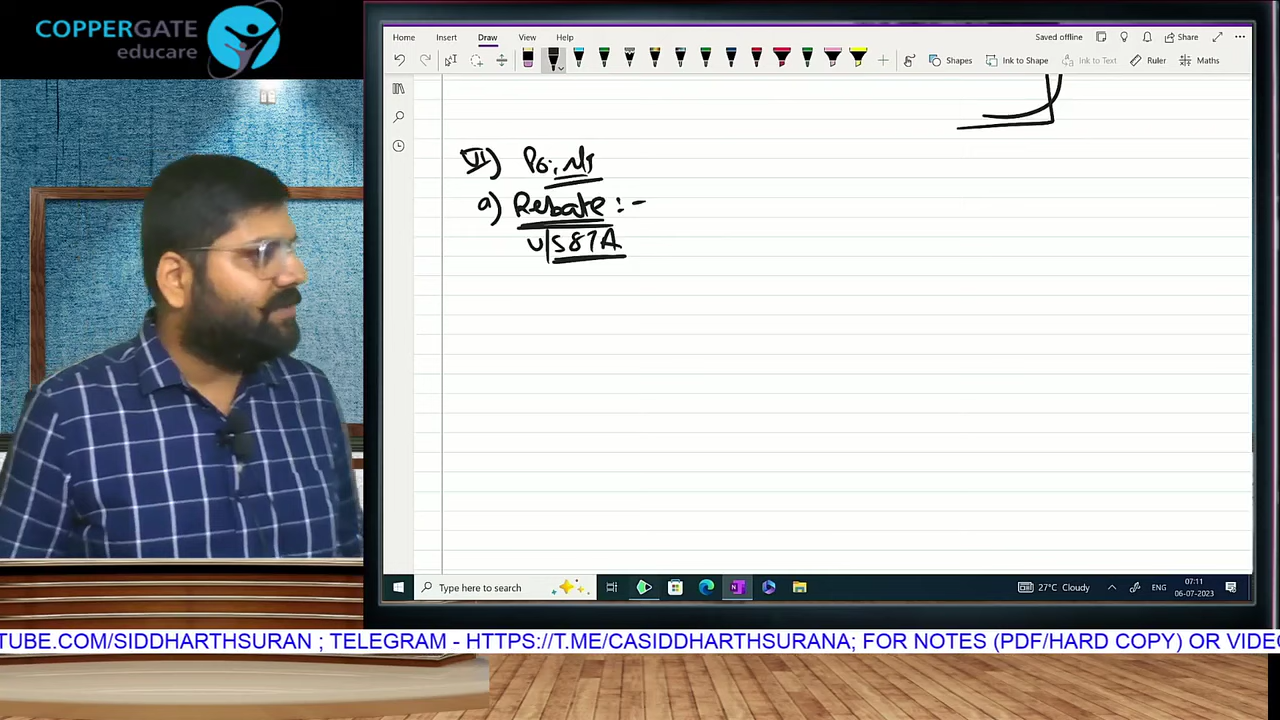 COPPERGATE
educare
Home Insert Draw View Help
Saved offline
Share
Shapes
Ink to Shape
Ink to Text
Ruler
Maths
VI) Points
a) Rebate :-
u/s 87A
Type here to search
27°C Cloudy
ENG
07:11
06-07-2023
TUBE.COM/SIDDHARTHSURAN ; TELEGRAM - HTTPS://T.ME/CASIDDHARTHSURANA; FOR NOTES (PDF/HARD COPY) OR VIDEO